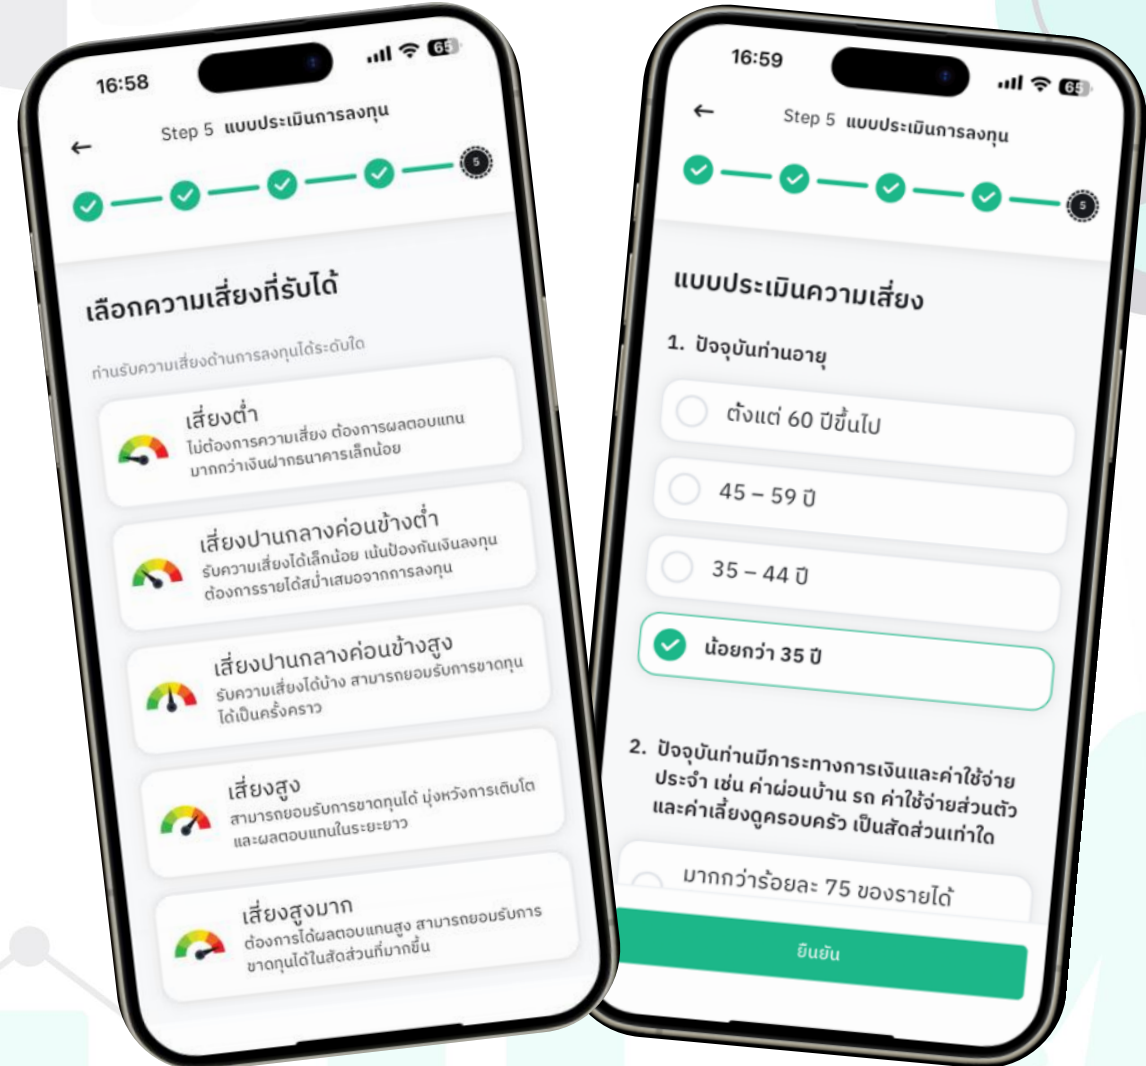 16:58
65
Step 5 แบบประเมินการลงทุน
5
เลือกความเสี่ยงที่รับได้
ท่านรับความเสี่ยงด้านการลงทุนได้ระดับใด
เสี่ยงต่ำ
ไม่ต้องการความเสี่ยง ต้องการผลตอบแทน
มากกว่าเงินฝากธนาคารเล็กน้อย
เสี่ยงปานกลางค่อนข้างต่ำ
รับความเสี่ยงได้เล็กน้อย เน้นป้องกันเงินลงทุน
ต้องการรายได้สม่ำเสมอจากการลงทุน
เสี่ยงปานกลางค่อนข้างสูง
รับความเสี่ยงได้บ้าง สามารถยอมรับการขาดทุน
ได้เป็นครั้งคราว
เสี่ยงสูง
สามารถยอมรับการขาดทุนได้ มุ่งหวังการเติบโต
และผลตอบแทนในระยะยาว
เสี่ยงสูงมาก
ต้องการได้ผลตอบแทนสูง สามารถยอมรับการ
ขาดทุนได้ในสัดส่วนที่มากขึ้น
16:59
65
Step 5 แบบประเมินการลงทุน
5
แบบประเมินความเสี่ยง
1. ปัจจุบันท่านอายุ
ตั้งแต่ 60 ปีขึ้นไป
45 – 59 ปี
35 – 44 ปี
น้อยกว่า 35 ปี
2. ปัจจุบันท่านมีภาระทางการเงินและค่าใช้จ่าย
ประจำ เช่น ค่าผ่อนบ้าน รถ ค่าใช้จ่ายส่วนตัว
และค่าเลี้ยงดูครอบครัว เป็นสัดส่วนเท่าใด
มากกว่าร้อยละ 75 ของรายได้
ยืนยัน